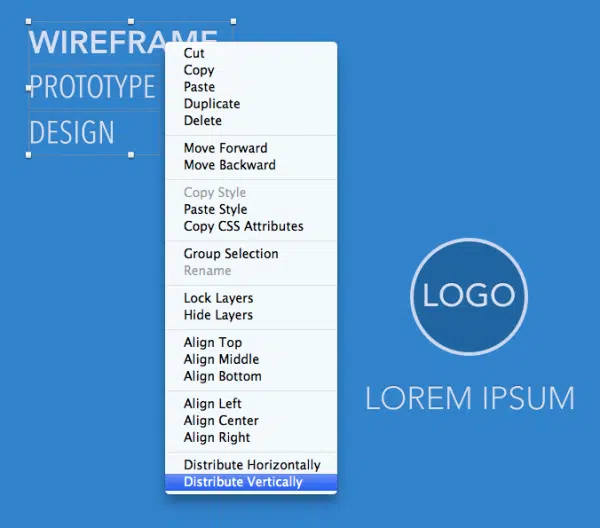 WIREFRAME
PROTOTYPE
DESIGN
Cut
Copy
Paste
Duplicate
Delete
Move Forward
Move Backward
Copy Style
Paste Style
Copy CSS Attributes
Group Selection
Rename
Lock Layers
Hide Layers
Align Top
Align Middle
Align Bottom
Align Left
Align Center
Align Right
Distribute Horizontally
Distribute Vertically
LOGO
LOREM IPSUM